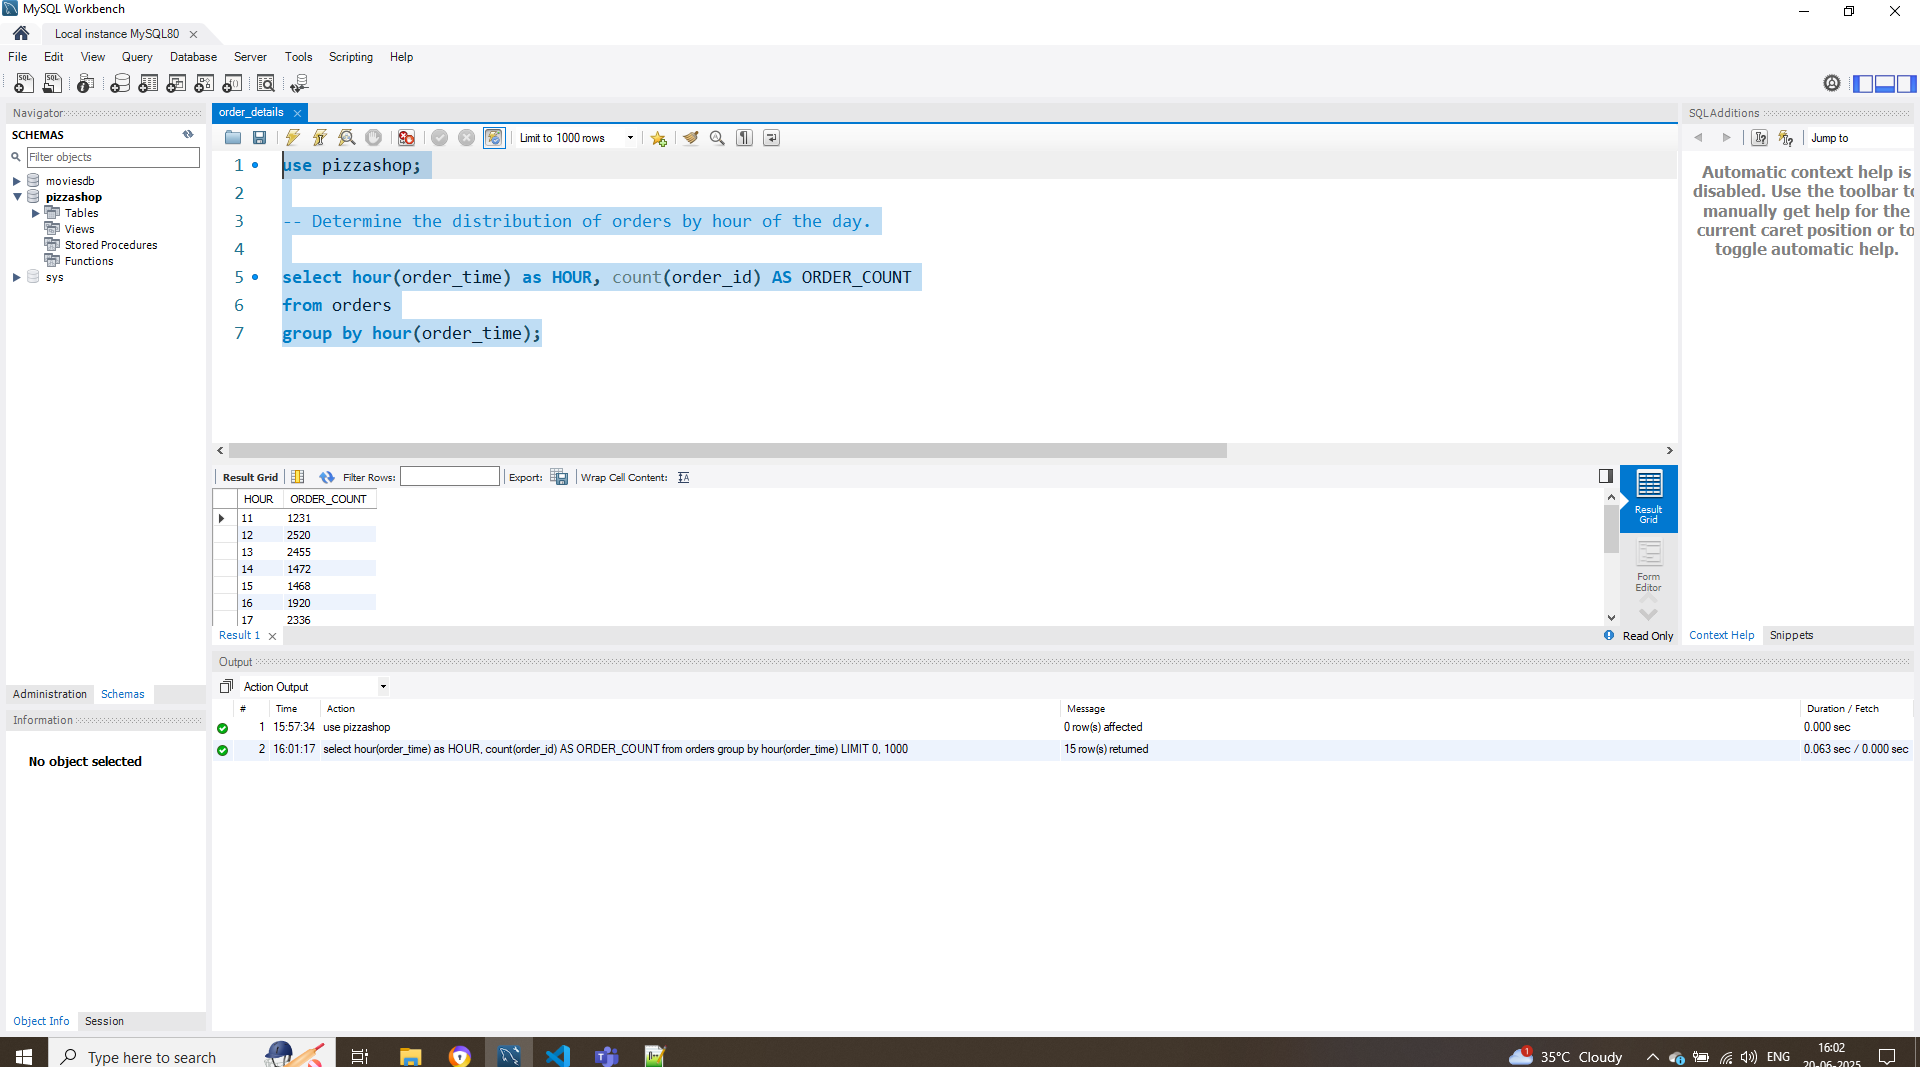 MySQL Workbench
Local instance MySQL80
File Edit View Query Database Server Tools Scripting Help
Navigator
SCHEMAS
Filter objects
moviesdb
pizzashop
Tables
Views
Stored Procedures
Functions
sys
Administration Schemas
Information
No object selected
Object Info Session
order_details
Limit to 1000 rows
1 use pizzashop;
2
3 -- Determine the distribution of orders by hour of the day.
4
5 select hour(order_time) as HOUR, count(order_id) AS ORDER_COUNT
6 from orders
7 group by hour(order_time);
Result Grid Filter Rows: Export: Wrap Cell Content:
HOUR ORDER_COUNT
11 1231
12 2520
13 2455
14 1472
15 1468
16 1920
17 2336
Result 1
Result Grid
Form Editor
Read Only
SQLAdditions
Jump to
Automatic context help is
disabled. Use the toolbar to
manually get help for the
current caret position or to
toggle automatic help.
Context Help Snippets
Output
Action Output
# Time Action Message Duration / Fetch
1 15:57:34 use pizzashop 0 row(s) affected 0.000 sec
2 16:01:17 select hour(order_time) as HOUR, count(order_id) AS ORDER_COUNT from orders group by hour(order_time) LIMIT 0, 1000 15 row(s) returned 0.063 sec / 0.000 sec
Type here to search
1
35°C Cloudy
ENG
16:02
20-06-2025